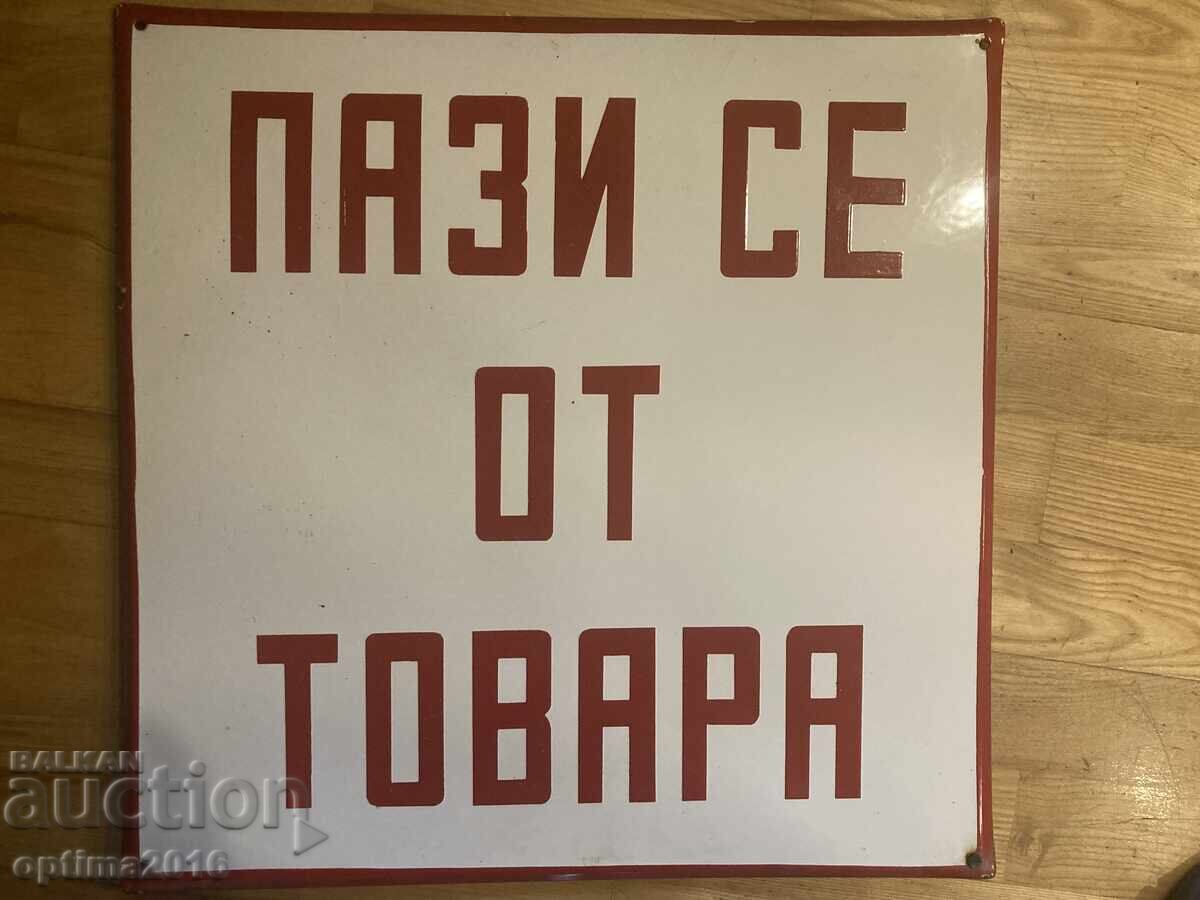 ПАЗИ СЕ
ОТ
ТОВАРА
BALKAN
auction
optima2016